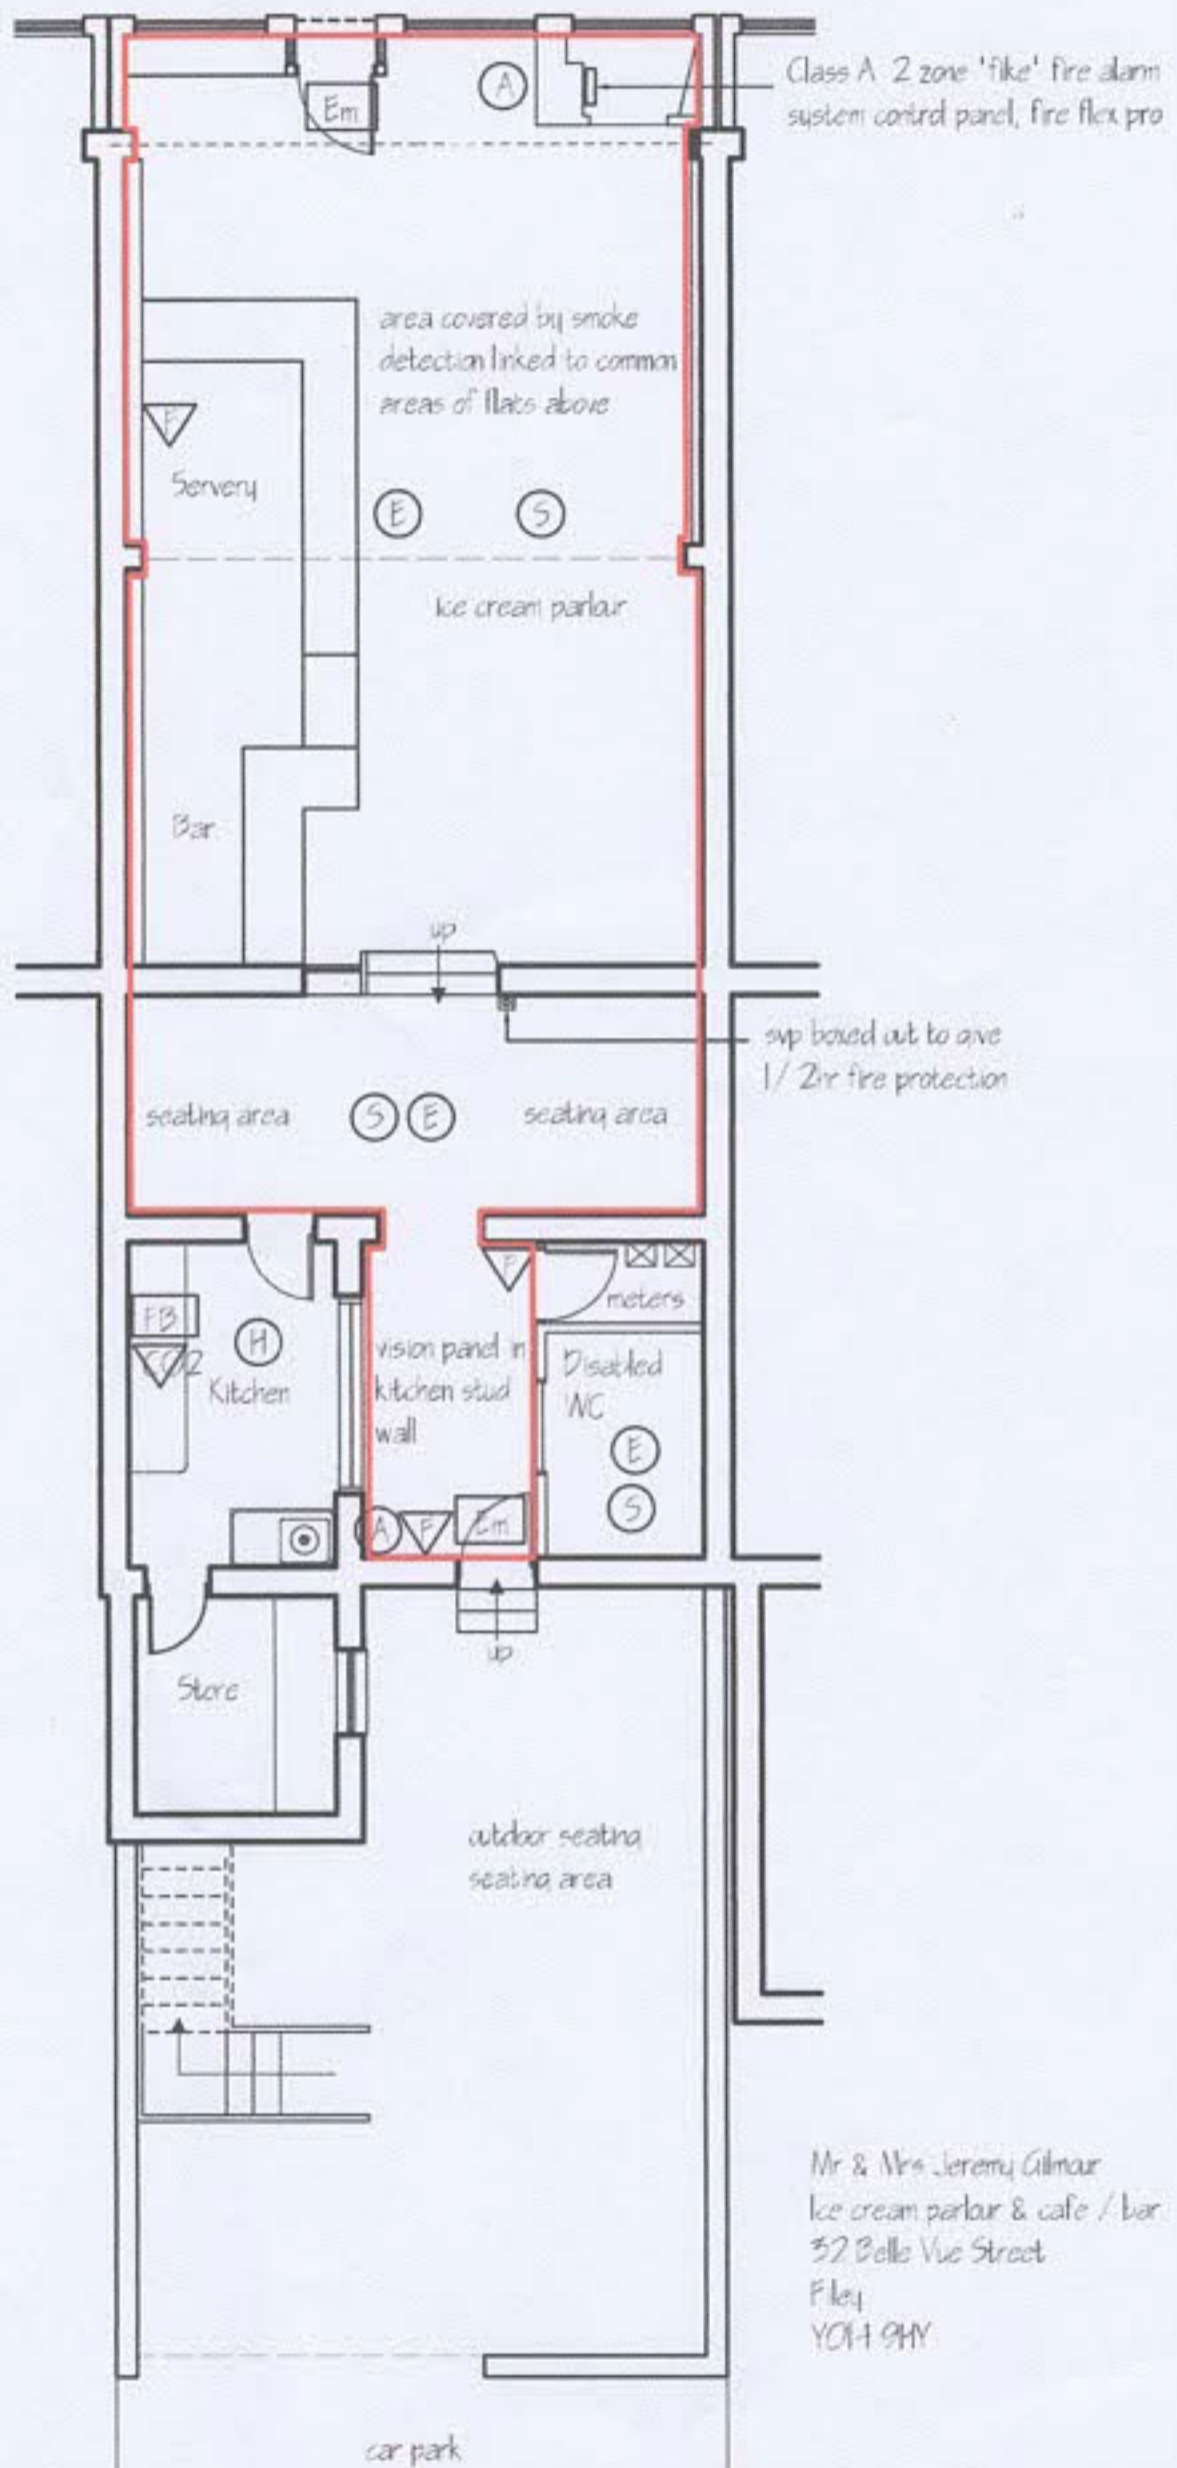 Class A 2 zone 'fike' fire alarm
system control panel, fire flex pro
Em
A
area covered by smoke
detection linked to common
areas of flats above
F
Servery
E
S
Ice cream parlour
Bar
up
svp boxed out to give
1/2hr fire protection
seating area
S
E
seating area
F
meters
FB
H
CO2
Kitchen
vision panel in
kitchen stud
wall
Disabled
WC
E
S
A
F
Em
up
Store
outdoor seating
seating area
Mr & Mrs Jeremy Gilmour
Ice cream parlour & cafe / bar
32 Belle Vue Street
Filey
YO14 9HY
car park